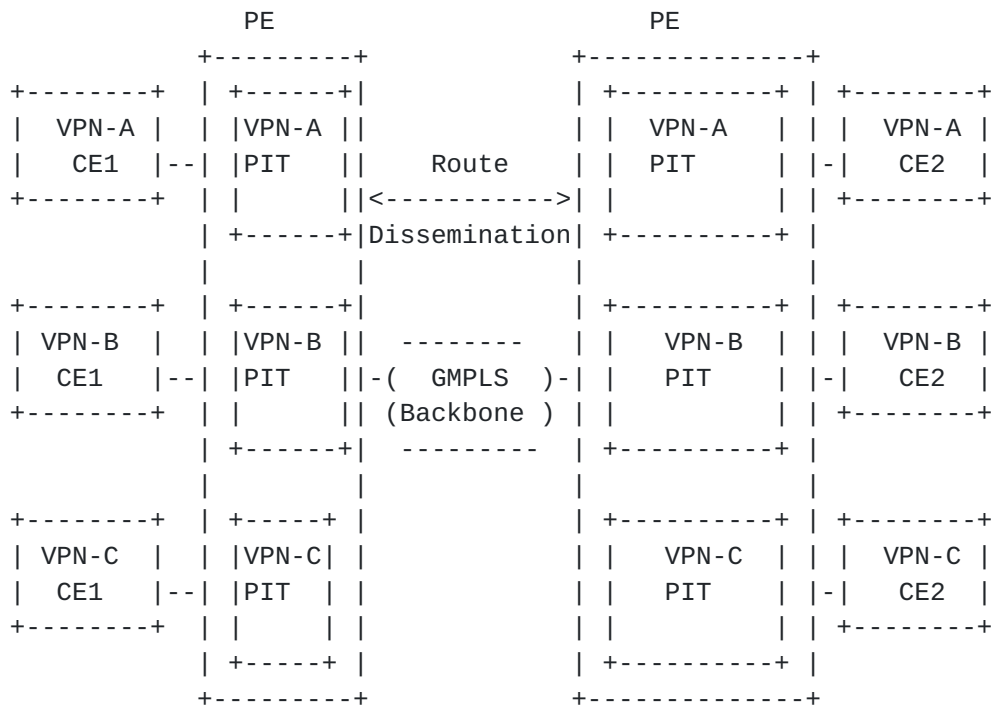 PE                         PE
             +---------+             +--------------+
+--------+  | +------+|             | +----------+ | +--------+
|  VPN-A |  | |VPN-A ||             | |  VPN-A   | | |  VPN-A |
|   CE1  |--| |PIT   ||    Route    | |  PIT     | |-|   CE2  |
+--------+  | |      ||<----------->| |          | | +--------+
            | +------+|Dissemination| +----------+ |
            |         |             |              |
+--------+  | +------+|             | +----------+ | +--------+
| VPN-B  |  | |VPN-B ||  --------   | |   VPN-B  | | |  VPN-B |
|  CE1   |--| |PIT   ||-(  GMPLS  )-| |   PIT    | |-|   CE2  |
+--------+  | |      || (Backbone ) | |          | | +--------+
            | +------+|  ---------  | +----------+ |
            |         |             |              |
+--------+  | +-----+ |             | +----------+ | +--------+
| VPN-C  |  | |VPN-C| |             | |   VPN-C  | | |  VPN-C |
|  CE1   |--| |PIT  | |             | |   PIT    | |-|   CE2  |
+--------+  | |     | |             | |          | | +--------+
            | +-----+ |             | +----------+ |
            +---------+             +--------------+